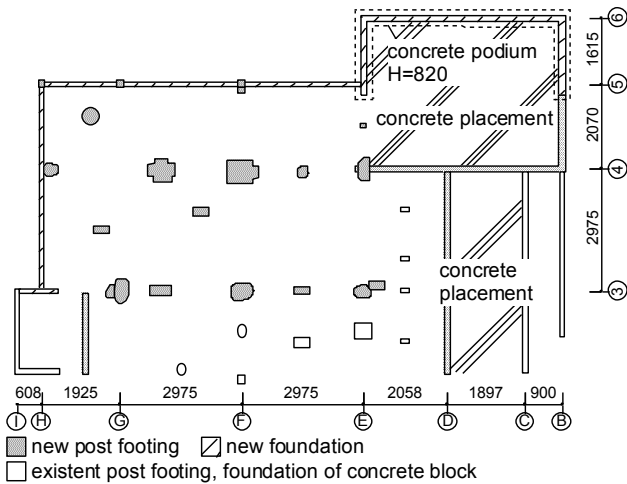 6
1615
concrete podium
H=820
5
concrete placement
2070
4
2975
concrete
placement
3
608 1925 2975 2975 2058 1897 900
I H G F E D C B
new post footing new foundation
existent post footing, foundation of concrete block